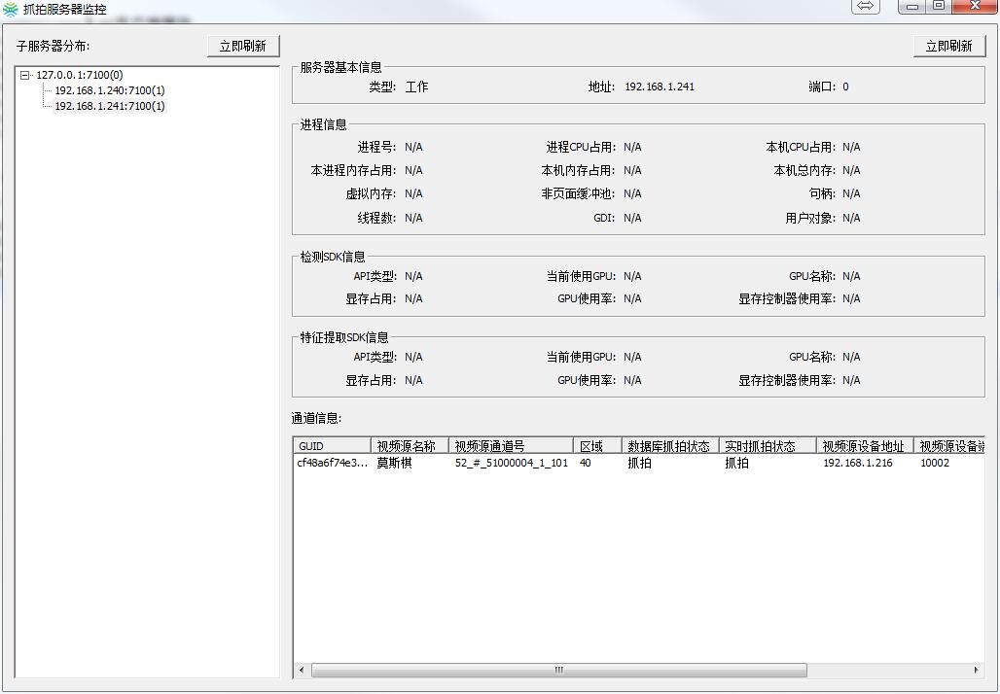 抓拍服务器监控
子服务器分布:
立即刷新
立即刷新
127.0.0.1:7100(0)
192.168.1.240:7100(1)
192.168.1.241:7100(1)
服务器基本信息
类型: 工作 地址: 192.168.1.241 端口: 0
进程信息
进程号: N/A 进程CPU占用: N/A 本机CPU占用: N/A
本进程内存占用: N/A 本机内存占用: N/A 本机总内存: N/A
虚拟内存: N/A 非页面缓冲池: N/A 句柄: N/A
线程数: N/A GDI: N/A 用户对象: N/A
检测SDK信息
API类型: N/A 当前使用GPU: N/A GPU名称: N/A
显存占用: N/A GPU使用率: N/A 显存控制器使用率: N/A
特征提取SDK信息
API类型: N/A 当前使用GPU: N/A GPU名称: N/A
显存占用: N/A GPU使用率: N/A 显存控制器使用率: N/A
通道信息:
GUID 视频源名称 视频源通道号 区域 数据库抓拍状态 实时抓拍状态 视频源设备地址 视频源设备
cf48a6f74e3... 莫斯棋 52_#_51000004_1_101 40 抓拍 抓拍 192.168.1.216 10002